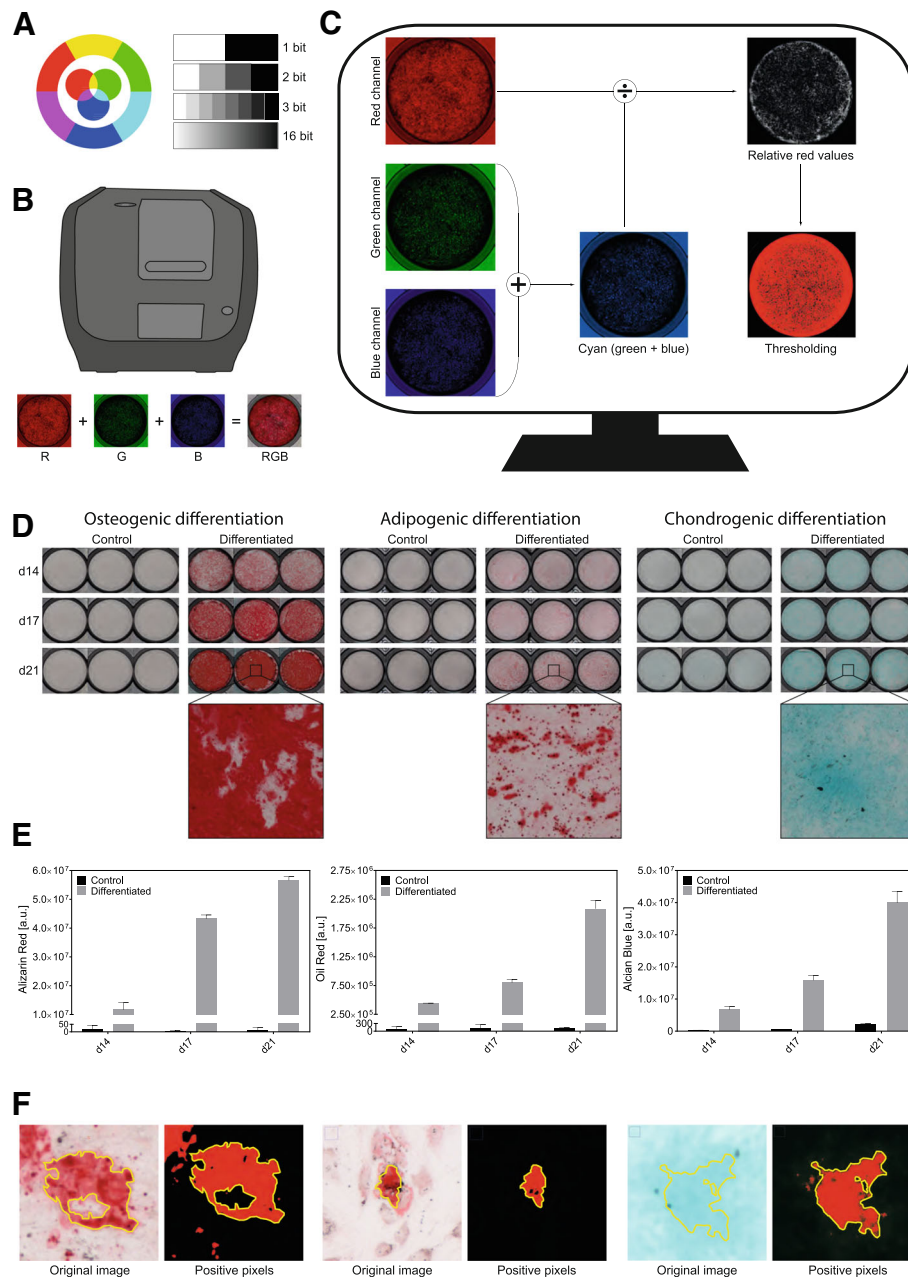 A
1 bit
2 bit
3 bit
16 bit
B
R + G + B = RGB
C
Red channel
Green channel
Blue channel
÷
+
Cyan (green + blue)
Relative red values
Thresholding
D
Osteogenic differentiation
Control
Differentiated
Adipogenic differentiation
Control
Differentiated
Chondrogenic differentiation
Control
Differentiated
d14
d17
d21
E
Alizarin Red [a.u.]
6.0×10⁷
5.0×10⁷
4.0×10⁷
3.0×10⁷
2.0×10⁷
1.0×10⁷
50
0
Control
Differentiated
d14
d17
d21
Oil Red [a.u.]
2.75×10⁶
2.25×10⁶
1.75×10⁶
1.25×10⁶
7.50×10⁵
2.50×10⁵
300
0
Control
Differentiated
d14
d17
d21
Alcian Blue [a.u.]
5.0×10⁷
4.0×10⁷
3.0×10⁷
2.0×10⁷
1.0×10⁷
0
Control
Differentiated
d14
d17
d21
F
Original image
Positive pixels
Original image
Positive pixels
Original image
Positive pixels